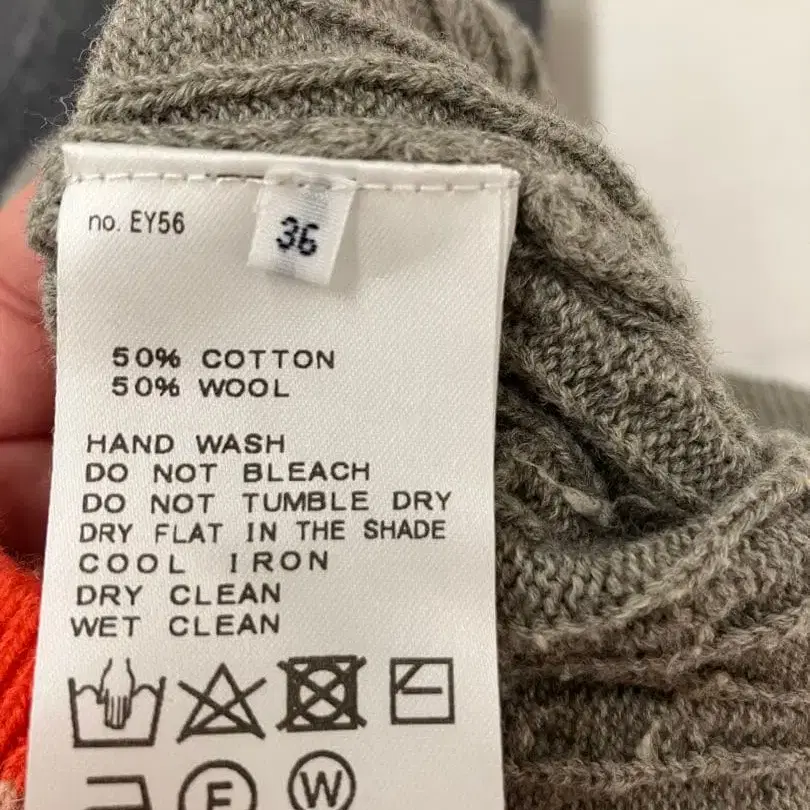 no. EY56
36
50% COTTON
50% WOOL
HAND WASH
DO NOT BLEACH
DO NOT TUMBLE DRY
DRY FLAT IN THE SHADE
COOL IRON
DRY CLEAN
WET CLEAN
F W